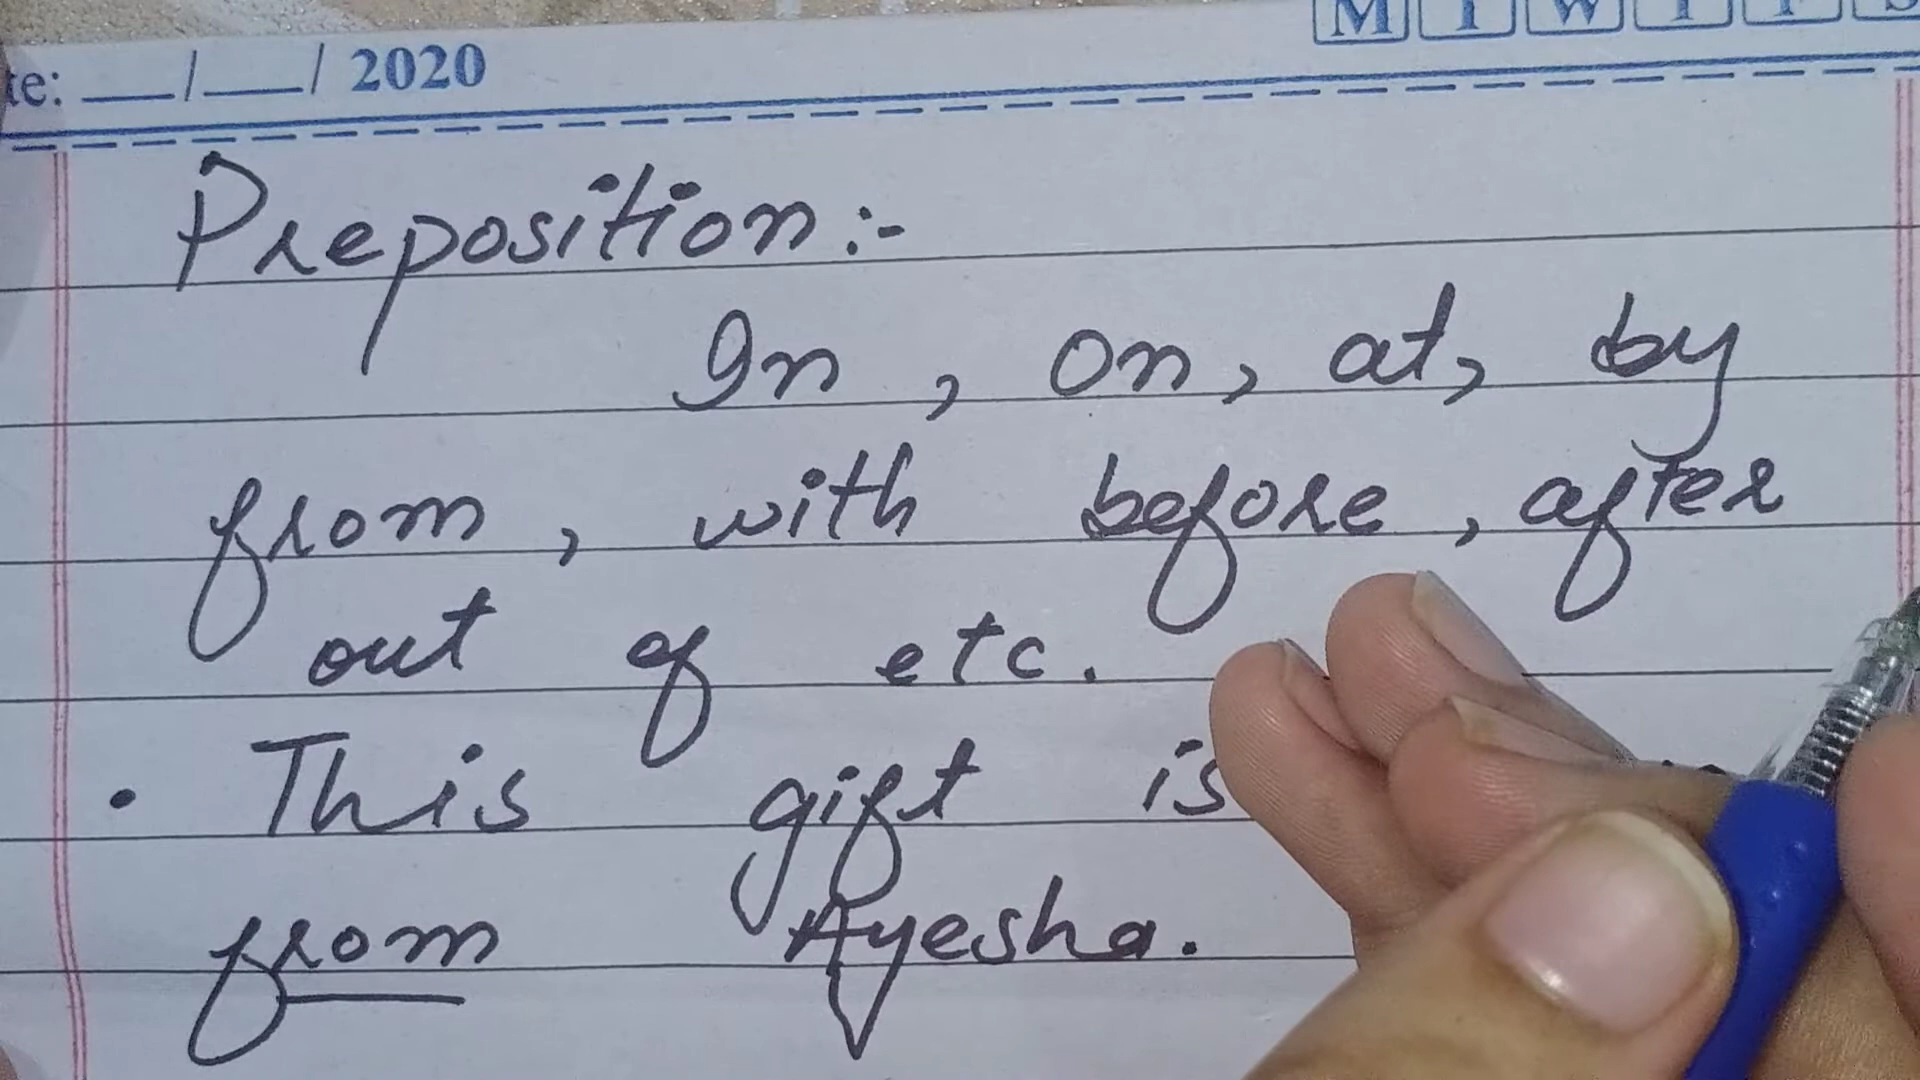 te: __/__/ 2020
M T W T F S
Preposition:-
In , on, at, by
from, with before, after
out of etc.
. This gift is
from Ayesha.